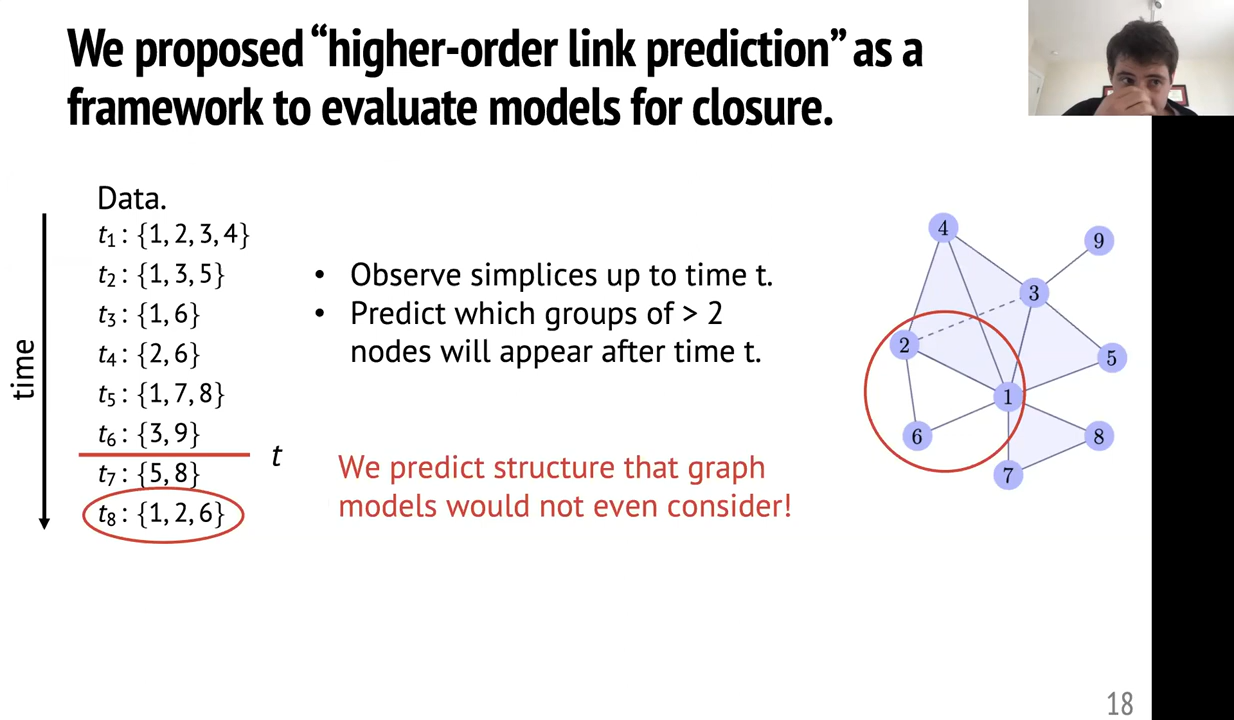 We proposed “higher-order link prediction” as a
framework to evaluate models for closure.
Data.
time
t₁ : {1, 2, 3, 4}
t₂ : {1, 3, 5}
t₃ : {1, 6}
t₄ : {2, 6}
t₅ : {1, 7, 8}
t₆ : {3, 9}
t
t₇ : {5, 8}
t₈ : {1, 2, 6}
• Observe simplices up to time t.
• Predict which groups of > 2
nodes will appear after time t.
We predict structure that graph
models would not even consider!
4
9
3
2
5
1
6
8
7
18